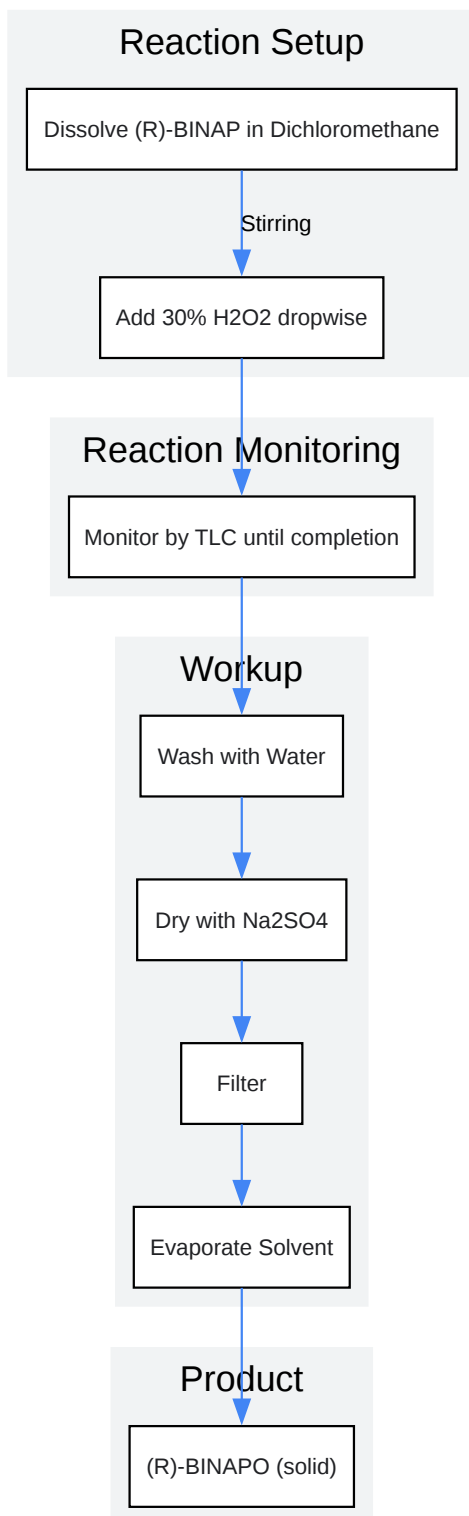 Reaction Setup
Dissolve (R)-BINAP in Dichloromethane
Stirring
Add 30% H2O2 dropwise
Reaction Monitoring
Monitor by TLC until completion
Workup
Wash with Water
Dry with Na2SO4
Filter
Evaporate Solvent
Product
(R)-BINAPO (solid)